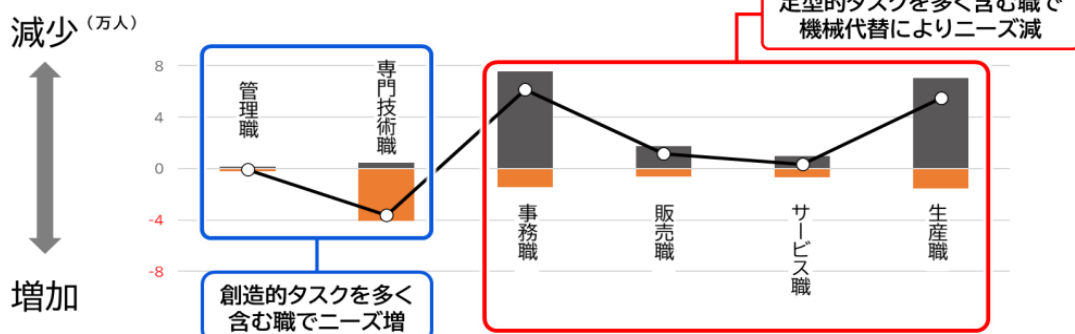 減少（万人）
定型的タスクを多く含む職で
機械代替によりニーズ減
8
4
0
-4
-8
管理職
専門技術職
事務職
販売職
サービス職
生産職
増加
創造的タスクを多く
含む職でニーズ増